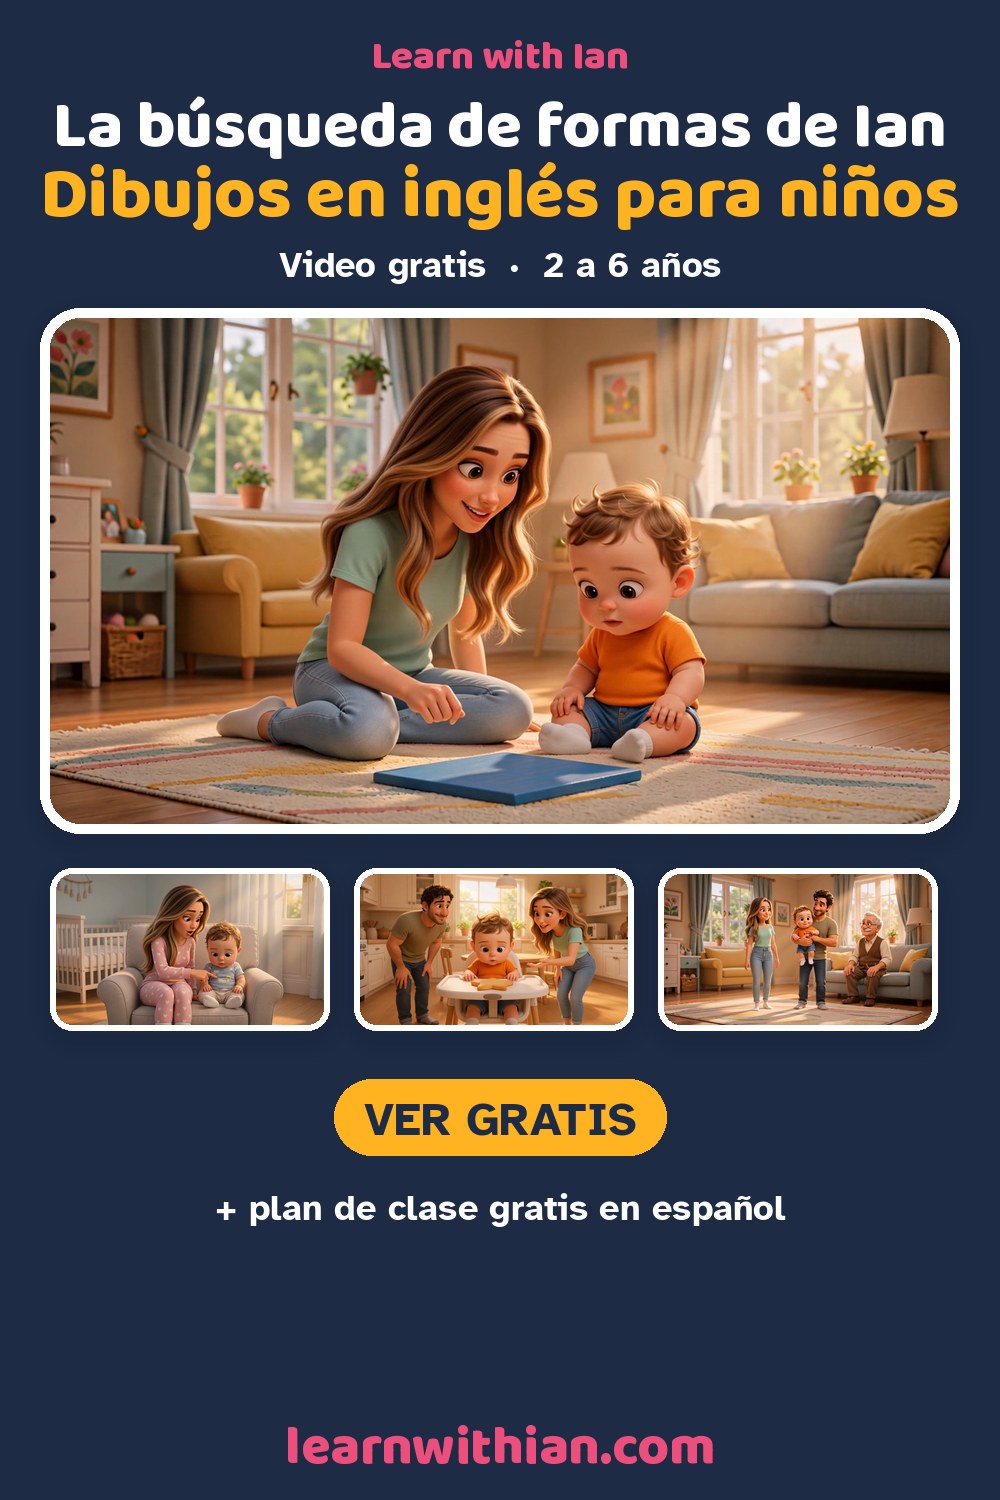 Learn with Ian
La búsqueda de formas de Ian
Dibujos en inglés para niños
Video gratis · 2 a 6 años
VER GRATIS
+ plan de clase gratis en español
learnwithian.com